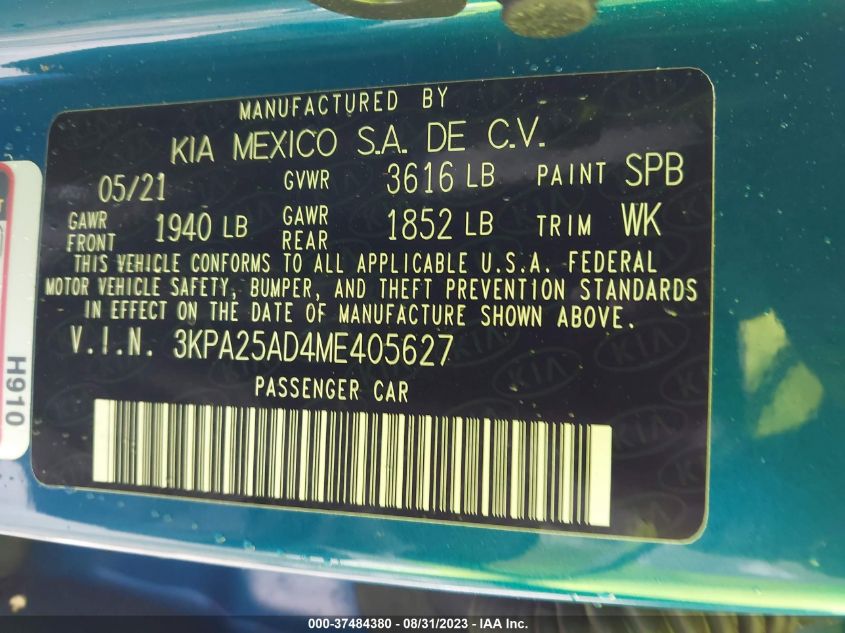 MANUFACTURED BY
KIA MEXICO S.A. DE C.V.
05/21 GVWR 3616 LB PAINT SPB
GAWR FRONT 1940 LB GAWR REAR 1852 LB TRIM WK
THIS VEHICLE CONFORMS TO ALL APPLICABLE U.S.A. FEDERAL
MOTOR VEHICLE SAFETY, BUMPER, AND THEFT PREVENTION STANDARDS
IN EFFECT ON THE DATE OF MANUFACTURE SHOWN ABOVE.
V.I.N. 3KPA25AD4ME405627
PASSENGER CAR
H910
000-37484380 - 08/31/2023 - IAA Inc.